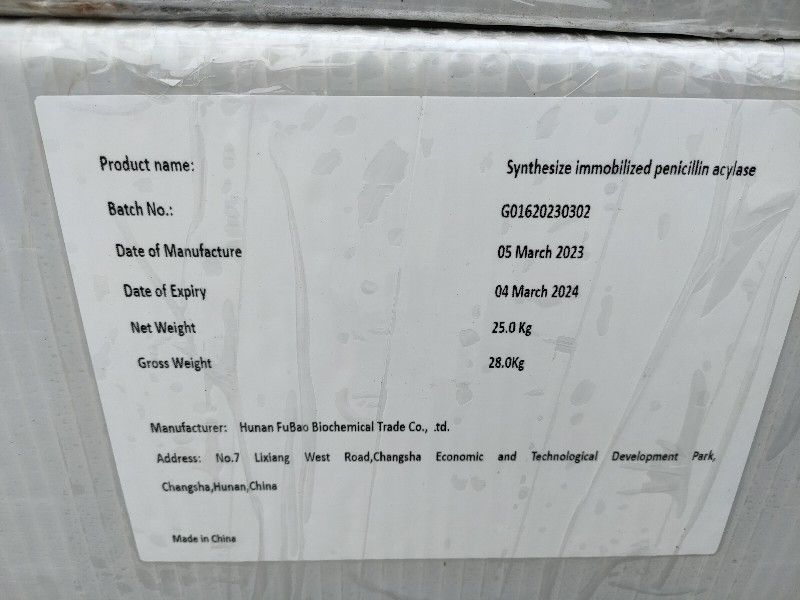 Product name: Synthesize immobilized penicillin acylase
Batch No.: G01620230302
Date of Manufacture 05 March 2023
Date of Expiry 04 March 2024
Net Weight 25.0 Kg
Gross Weight 28.0Kg
Manufacturer: Hunan FuBao Biochemical Trade Co., .td.
Address: No.7 Lixiang West Road,Changsha Economic and Technological Development Park,
Changsha,Hunan,China
Made in China